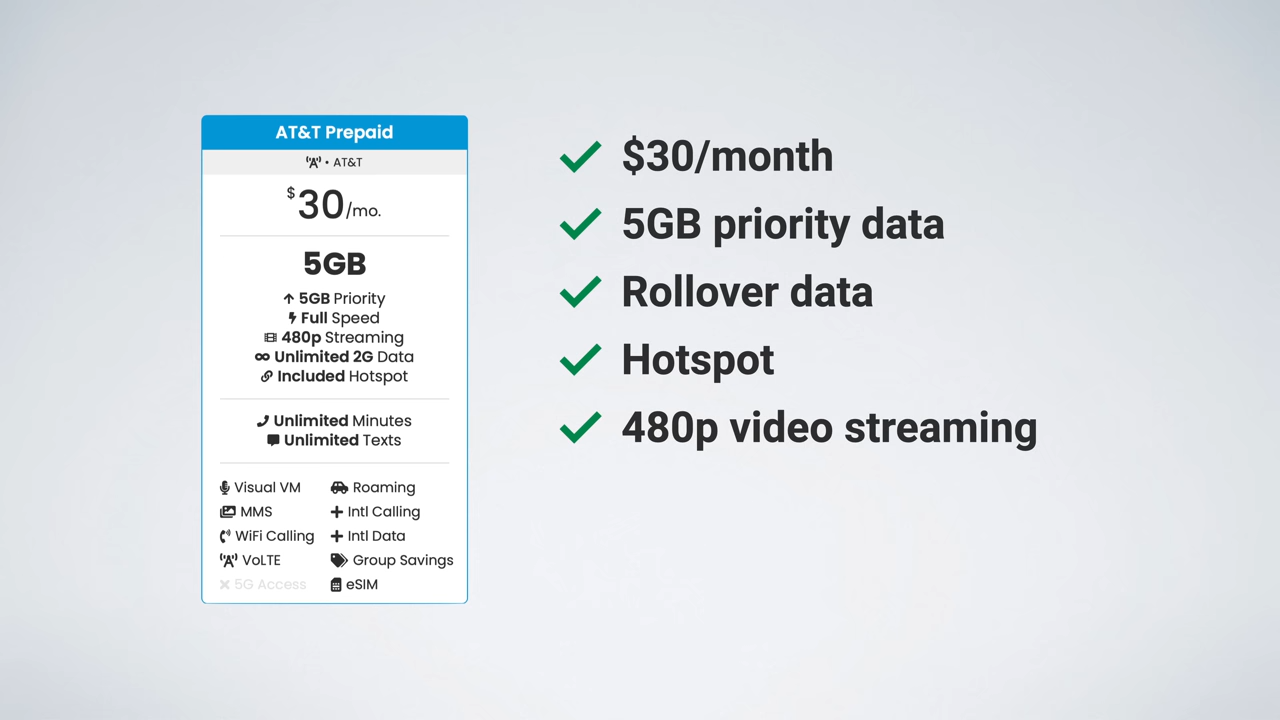 AT&T Prepaid
• AT&T
$30/mo.
5GB
5GB Priority
Full Speed
480p Streaming
Unlimited 2G Data
Included Hotspot
Unlimited Minutes
Unlimited Texts
Visual VM
Roaming
MMS
Intl Calling
WiFi Calling
Intl Data
VoLTE
Group Savings
5G Access
eSIM
$30/month
5GB priority data
Rollover data
Hotspot
480p video streaming